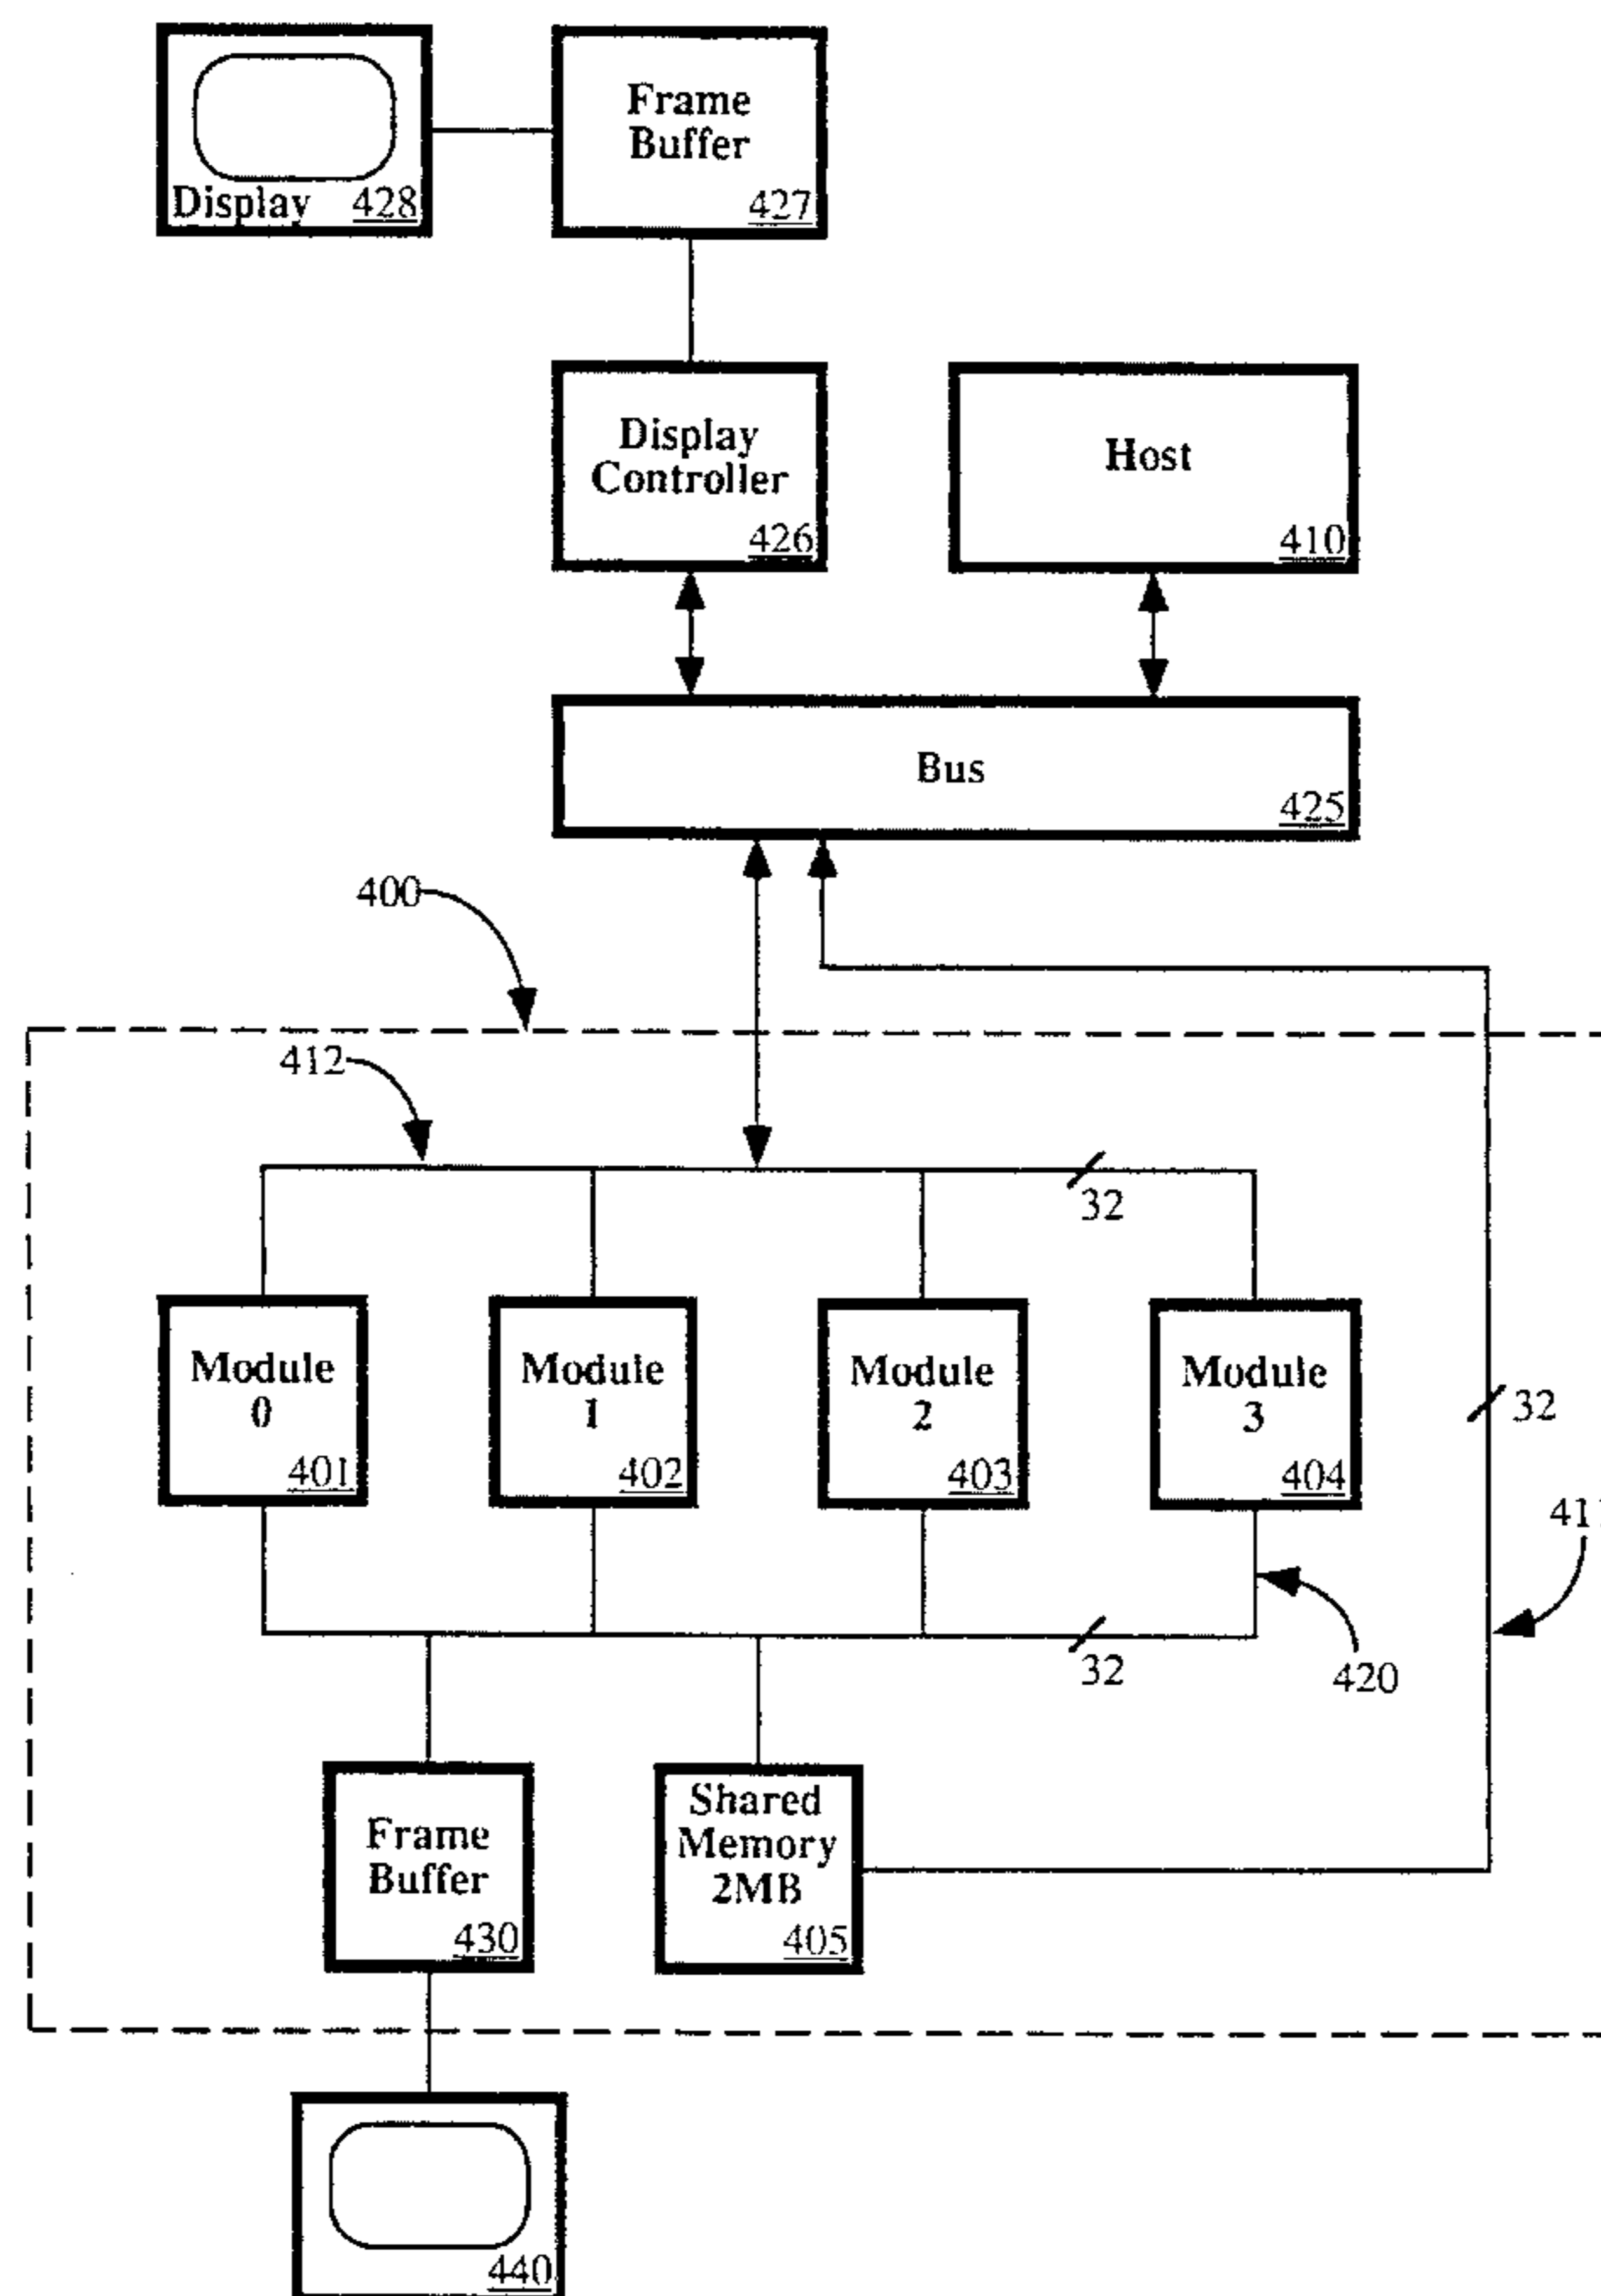 Frame
Buffer
427
Display 428
Display
Controller
426
Host
410
Bus
425
400
412
32
Module
0
401
Module
1
402
Module
2
403
Module
3
404
32
411
32
420
Frame
Buffer
430
Shared
Memory
2MB
405
440